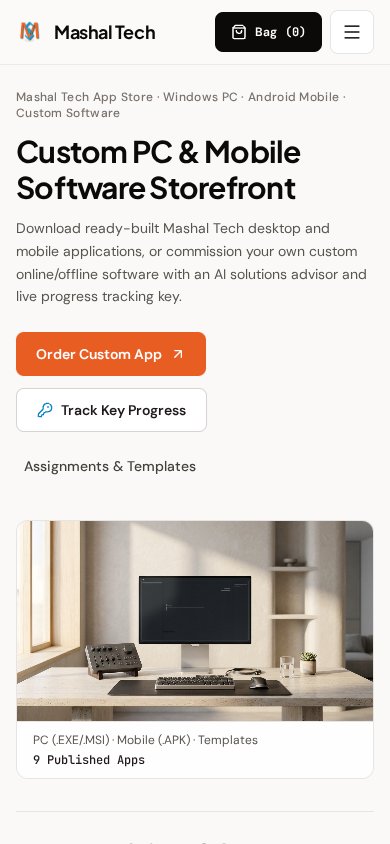 Mashal Tech
Bag (0)
Mashal Tech App Store · Windows PC · Android Mobile ·
Custom Software
Custom PC & Mobile
Software Storefront
Download ready-built Mashal Tech desktop and
mobile applications, or commission your own custom
online/offline software with an AI solutions advisor and
live progress tracking key.
Order Custom App
Track Key Progress
Assignments & Templates
PC (.EXE/.MSI) · Mobile (.APK) · Templates
9 Published Apps